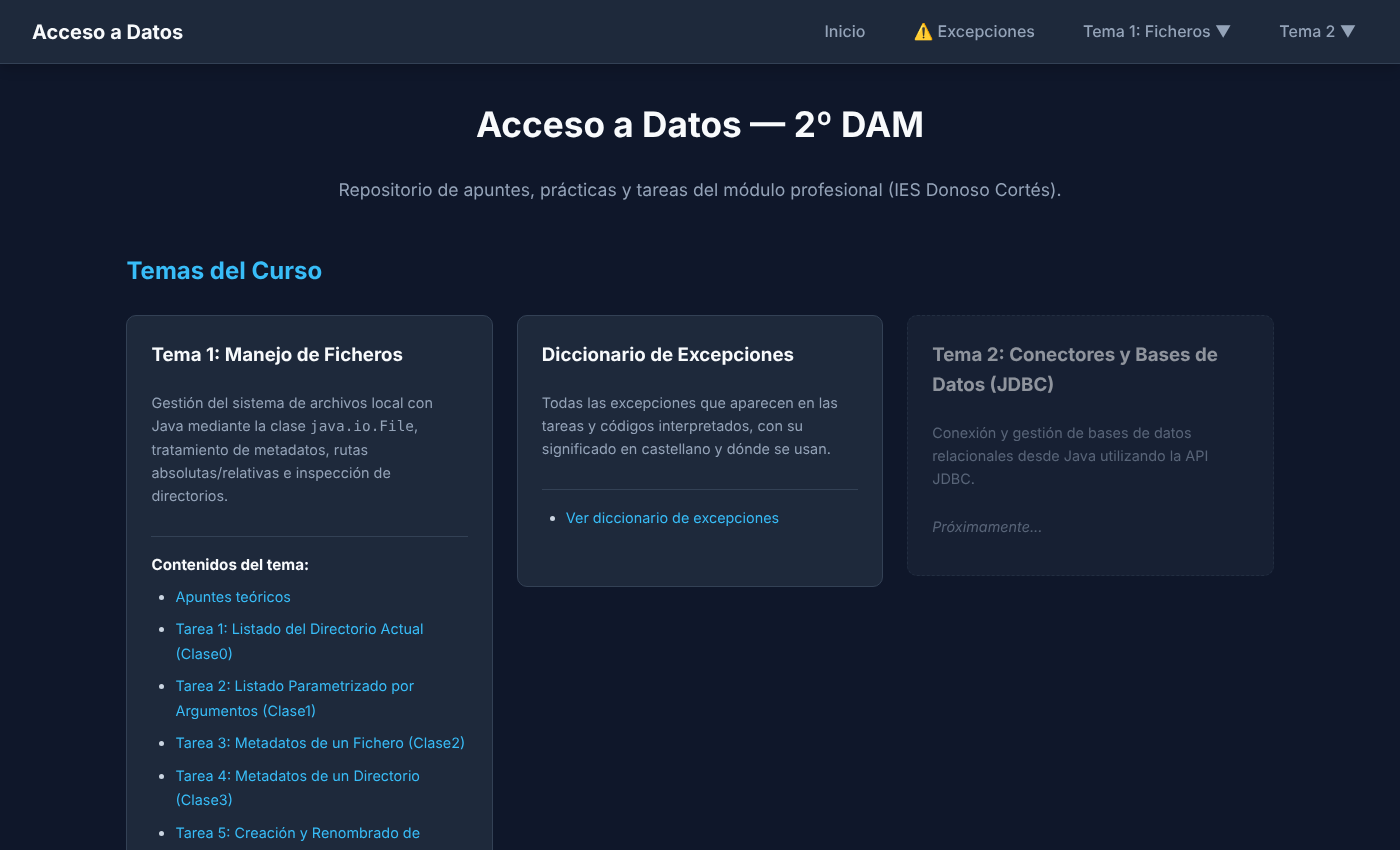 Acceso a Datos
Inicio
⚠️ Excepciones
Tema 1: Ficheros ▼
Tema 2 ▼
Acceso a Datos — 2º DAM
Repositorio de apuntes, prácticas y tareas del módulo profesional (IES Donoso Cortés).
Temas del Curso
Tema 1: Manejo de Ficheros
Gestión del sistema de archivos local con
Java mediante la clase java.io.File,
tratamiento de metadatos, rutas
absolutas/relativas e inspección de
directorios.
Contenidos del tema:
Apuntes teóricos
Tarea 1: Listado del Directorio Actual
(Clase0)
Tarea 2: Listado Parametrizado por
Argumentos (Clase1)
Tarea 3: Metadatos de un Fichero (Clase2)
Tarea 4: Metadatos de un Directorio
(Clase3)
Tarea 5: Creación y Renombrado de
Diccionario de Excepciones
Todas las excepciones que aparecen en las
tareas y códigos interpretados, con su
significado en castellano y dónde se usan.
Ver diccionario de excepciones
Tema 2: Conectores y Bases de
Datos (JDBC)
Conexión y gestión de bases de datos
relacionales desde Java utilizando la API
JDBC.
Próximamente...